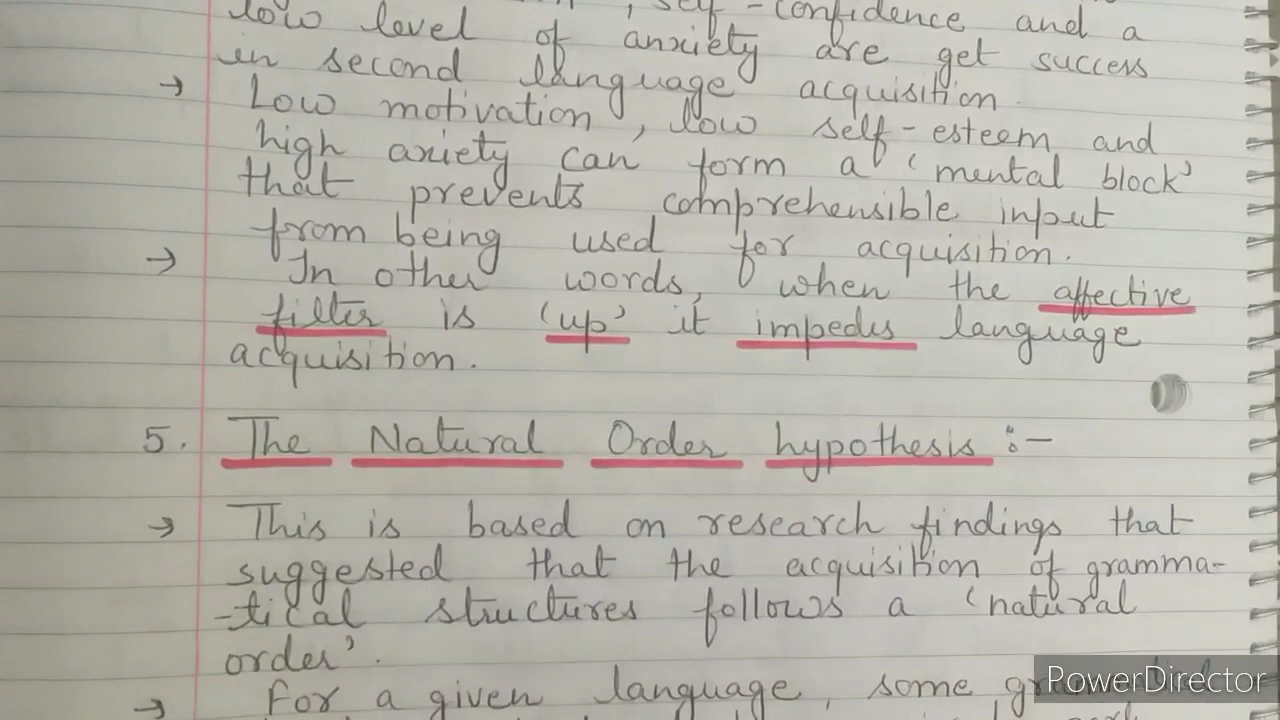 , self-confidence and a
low level of anxiety are get success
in second language acquisition.
→ Low motivation, low self-esteem and
high axiety can form a 'mental block'
that prevents comprehensible input
from being used for acquisition.
→ In other words, when the affective
filter is 'up' it impedes language
acquisition.
5. The Natural Order hypothesis :-
→ This is based on research findings that
suggested that the acquisition of gramma-
-tical structures follows a 'natural
order'.
→ For a given language, some
PowerDirector